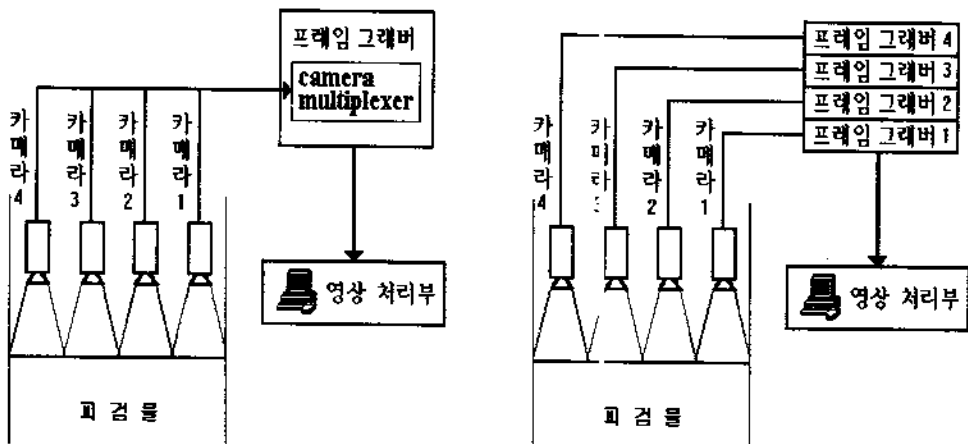 프레임 그래버
camera
multiplexer
카메라4
카메라3
카메라2
카메라1
영상 처리부
피 검 물
프레임 그래버 4
프레임 그래버 3
프레임 그래버 2
프레임 그래버 1
카메라4
카메라3
카메라2
카메라1
영상 처리부
피 검 물